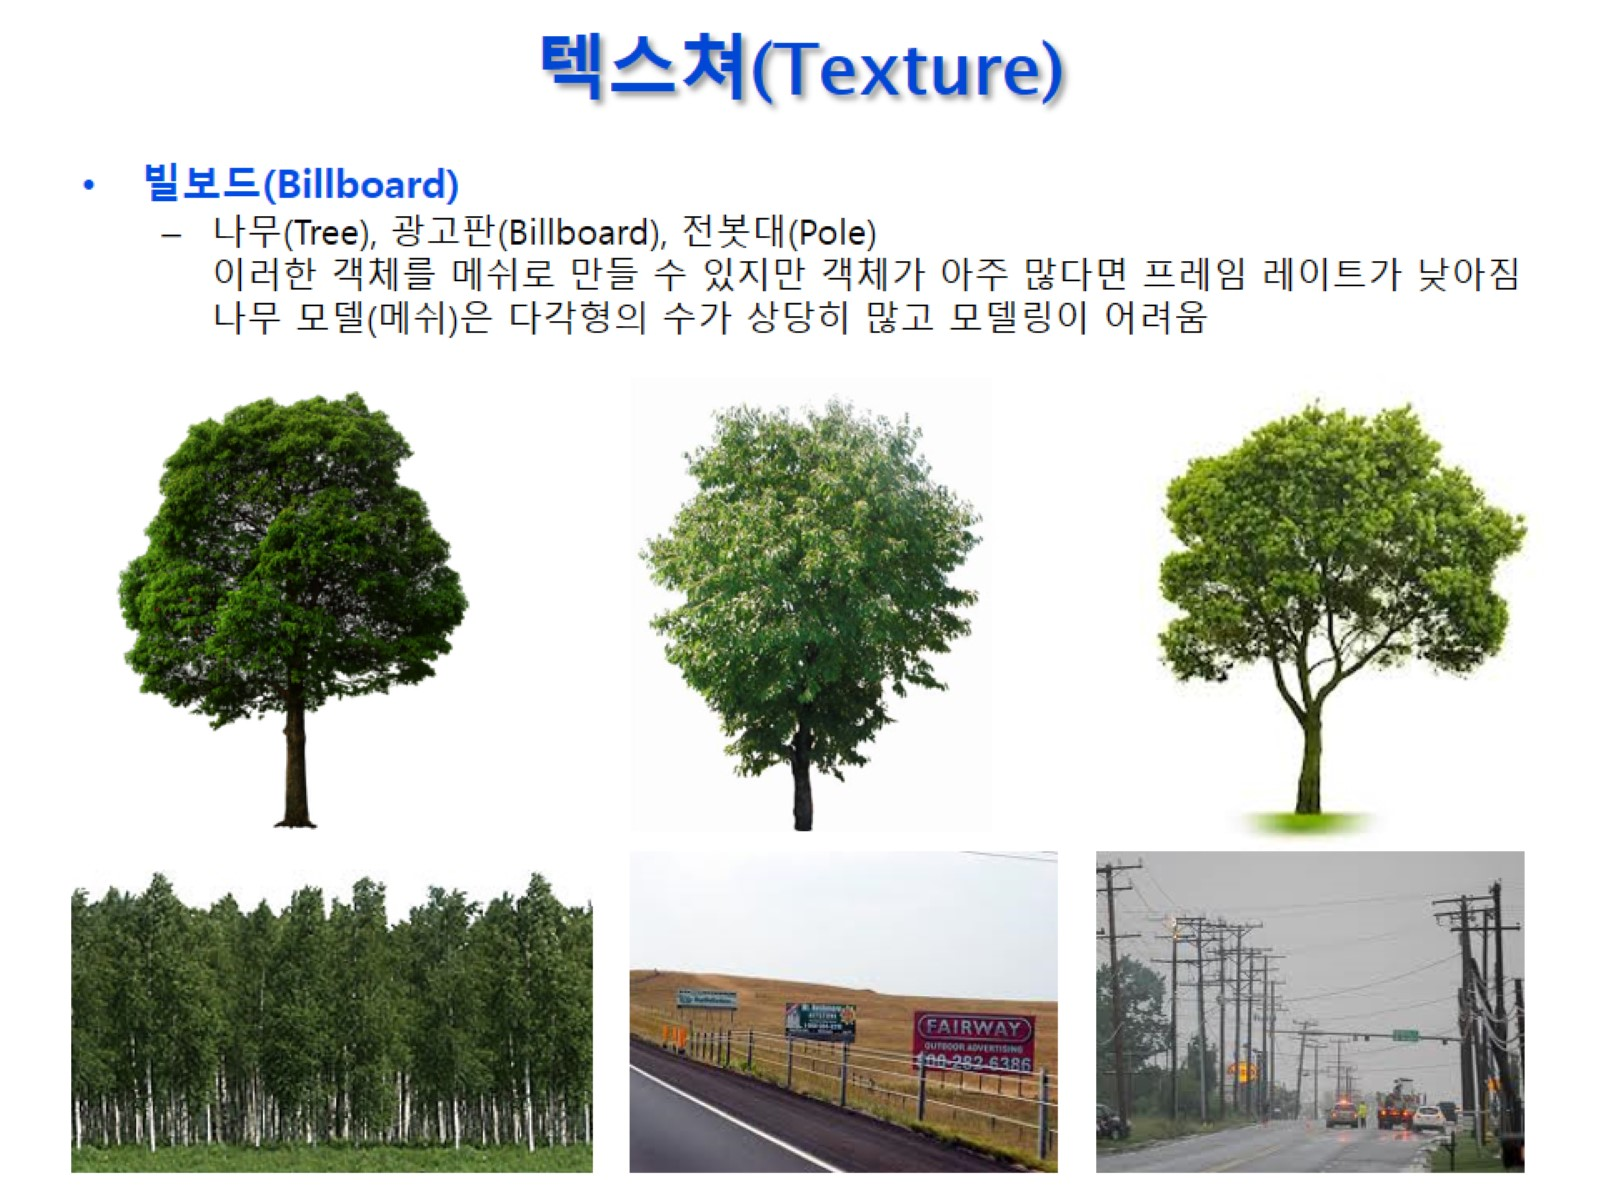 텍스쳐(Texture)
• 빌보드(Billboard)
– 나무(Tree), 광고판(Billboard), 전봇대(Pole)
이러한 객체를 메쉬로 만들 수 있지만 객체가 아주 많다면 프레임 레이트가 낮아짐
나무 모델(메쉬)은 다각형의 수가 상당히 많고 모델링이 어려움
FAIRWAY
OUTDOOR ADVERTISING